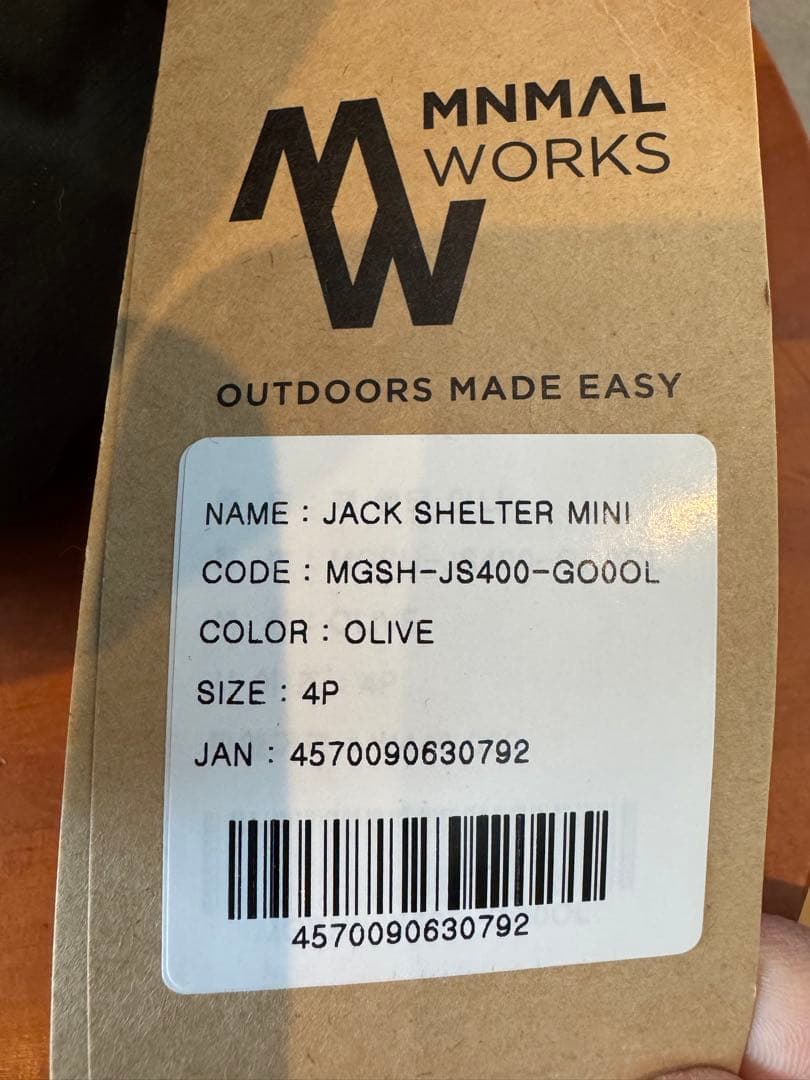 MW
MNMAL
WORKS
OUTDOORS MADE EASY
NAME : JACK SHELTER MINI
CODE : MGSH-JS400-GO0OL
COLOR : OLIVE
SIZE : 4P
JAN : 4570090630792
4570090630792